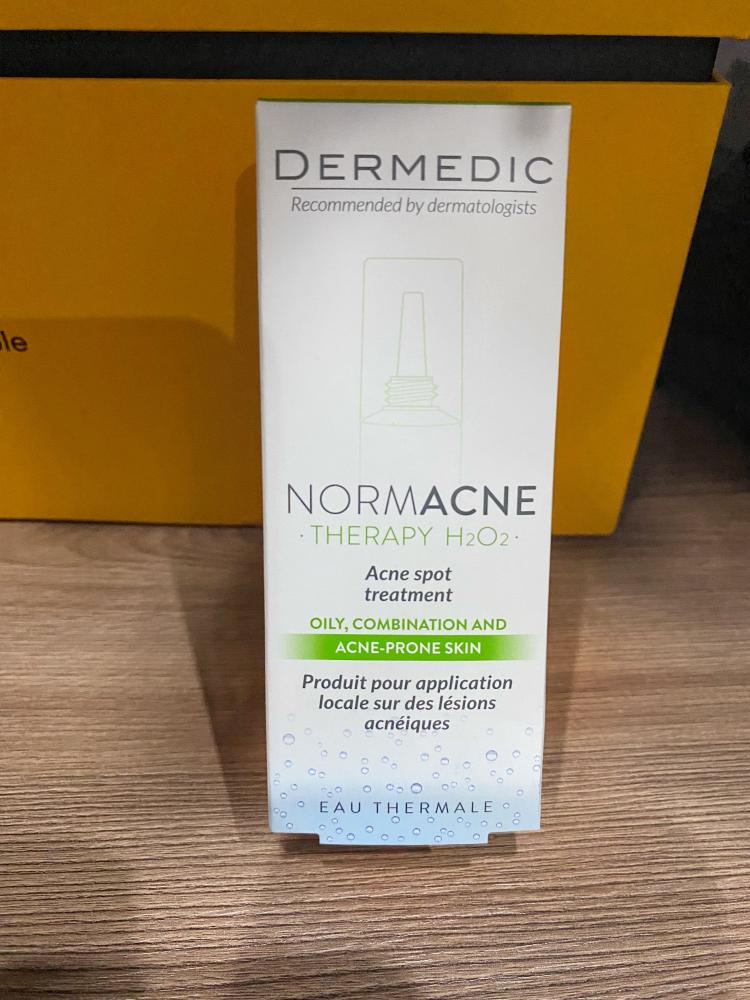 DERMEDIC
Recommended by dermatologists
NORMACNE
· THERAPY H2O2 ·
Acne spot
treatment
OILY, COMBINATION AND
ACNE-PRONE SKIN
Produit pour application
locale sur des lésions
acnéiques
EAU THERMALE